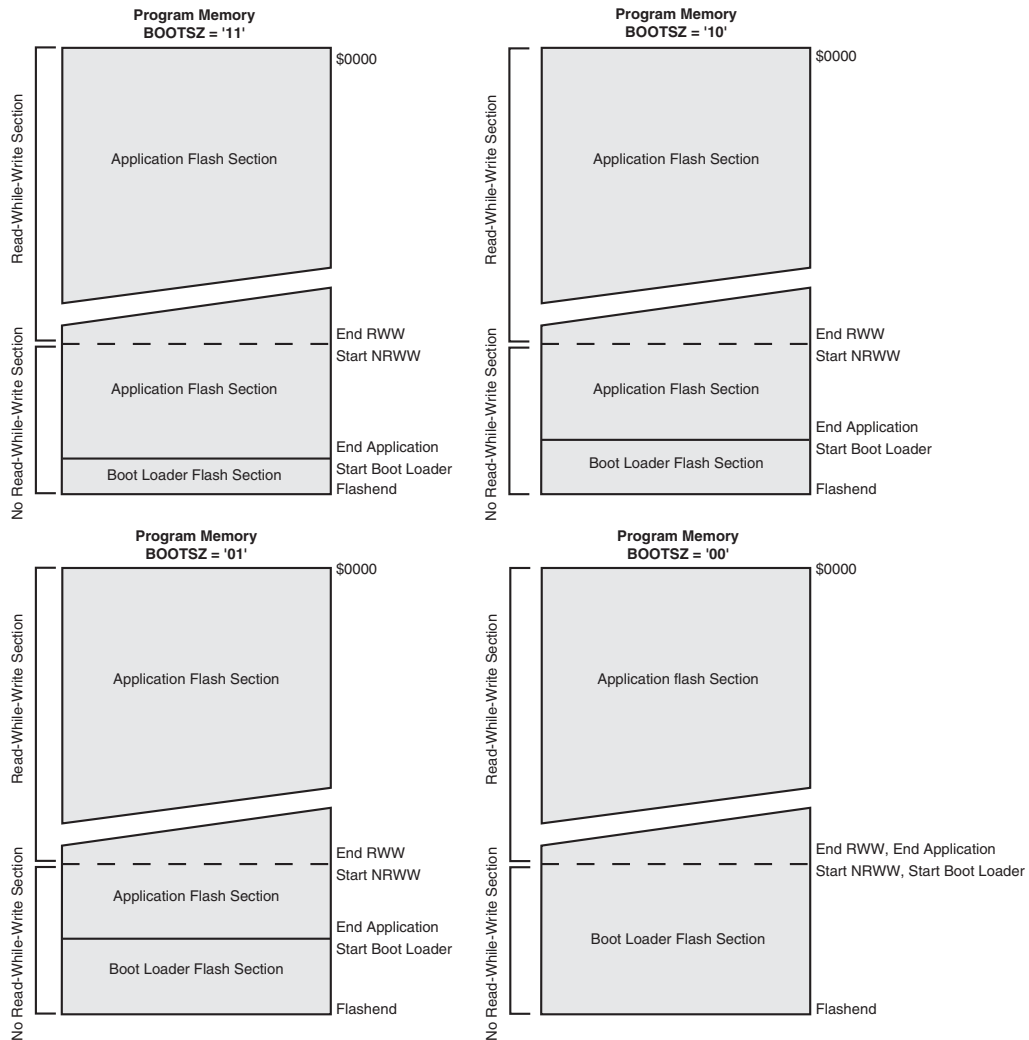 Program Memory
BOOTSZ = '11'
$0000
Read-While-Write Section
Application Flash Section
End RWW
Start NRWW
No Read-While-Write Section
Application Flash Section
End Application
Start Boot Loader
Boot Loader Flash Section
Flashend
Program Memory
BOOTSZ = '10'
$0000
Read-While-Write Section
Application Flash Section
End RWW
Start NRWW
No Read-While-Write Section
Application Flash Section
End Application
Start Boot Loader
Boot Loader Flash Section
Flashend
Program Memory
BOOTSZ = '01'
$0000
Read-While-Write Section
Application Flash Section
End RWW
Start NRWW
No Read-While-Write Section
Application Flash Section
End Application
Start Boot Loader
Boot Loader Flash Section
Flashend
Program Memory
BOOTSZ = '00'
$0000
Read-While-Write Section
Application flash Section
End RWW, End Application
Start NRWW, Start Boot Loader
No Read-While-Write Section
Boot Loader Flash Section
Flashend